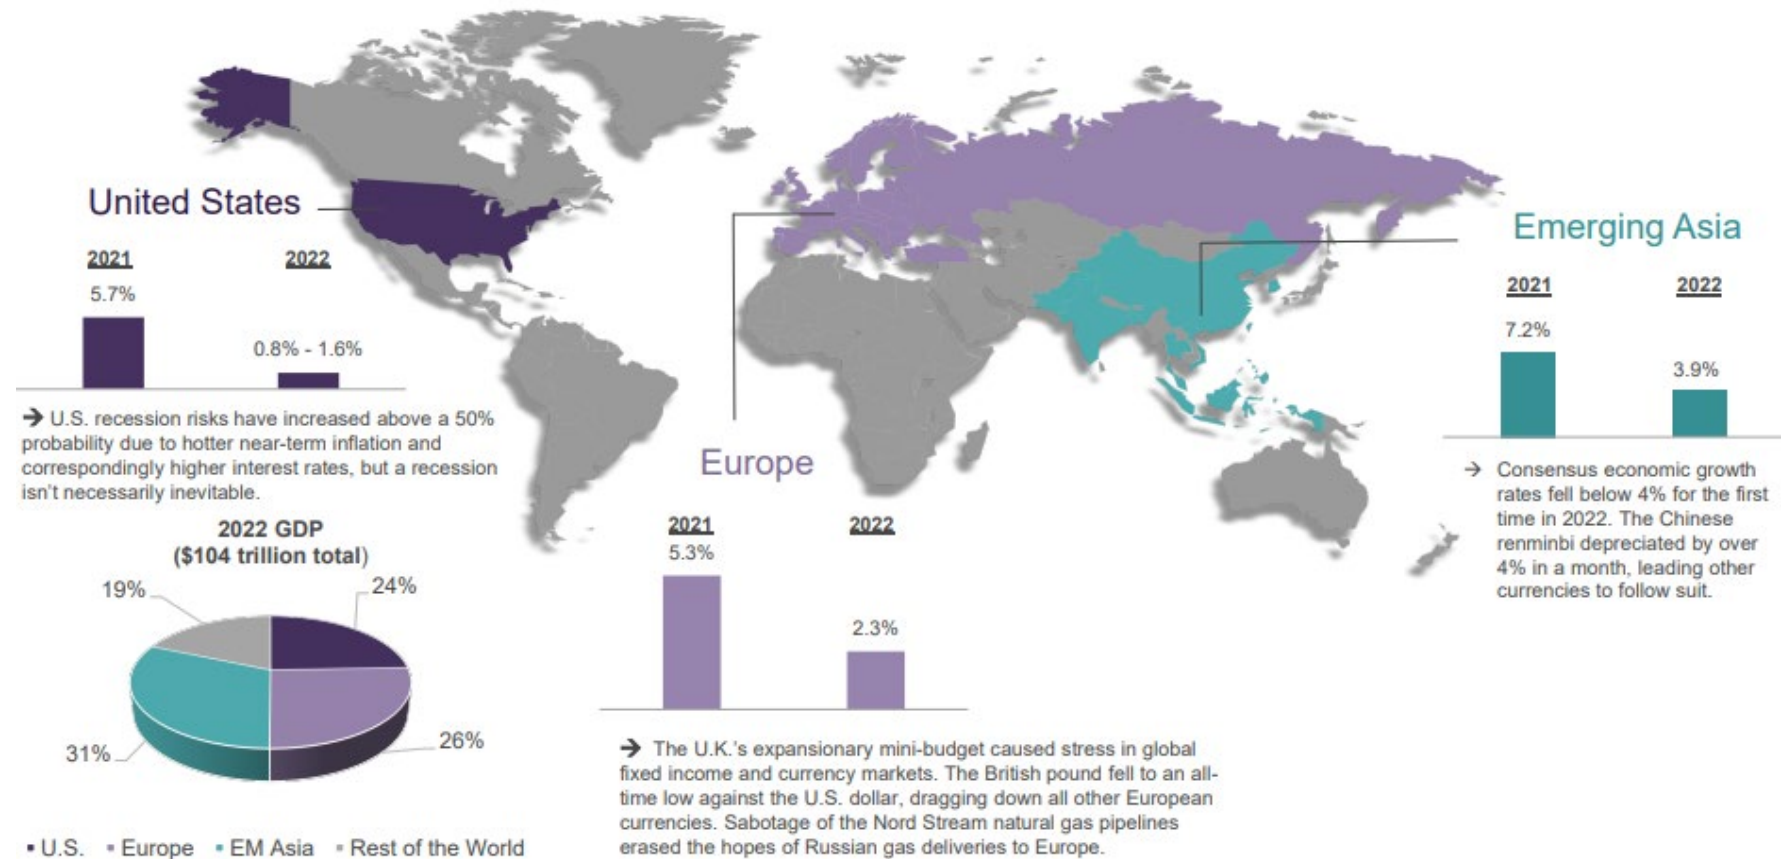 United States
2021
2022
5.7%
0.8% - 1.6%
➔ U.S. recession risks have increased above a 50%
probability due to hotter near-term inflation and
correspondingly higher interest rates, but a recession
isn't necessarily inevitable.
2022 GDP
($104 trillion total)
19%
24%
31%
26%
▪ U.S. ▪ Europe ▪ EM Asia ▪ Rest of the World
Europe
2021
2022
5.3%
2.3%
➔ The U.K.'s expansionary mini-budget caused stress in global
fixed income and currency markets. The British pound fell to an all-
time low against the U.S. dollar, dragging down all other European
currencies. Sabotage of the Nord Stream natural gas pipelines
erased the hopes of Russian gas deliveries to Europe.
Emerging Asia
2021
2022
7.2%
3.9%
→ Consensus economic growth
rates fell below 4% for the first
time in 2022. The Chinese
renminbi depreciated by over
4% in a month, leading other
currencies to follow suit.